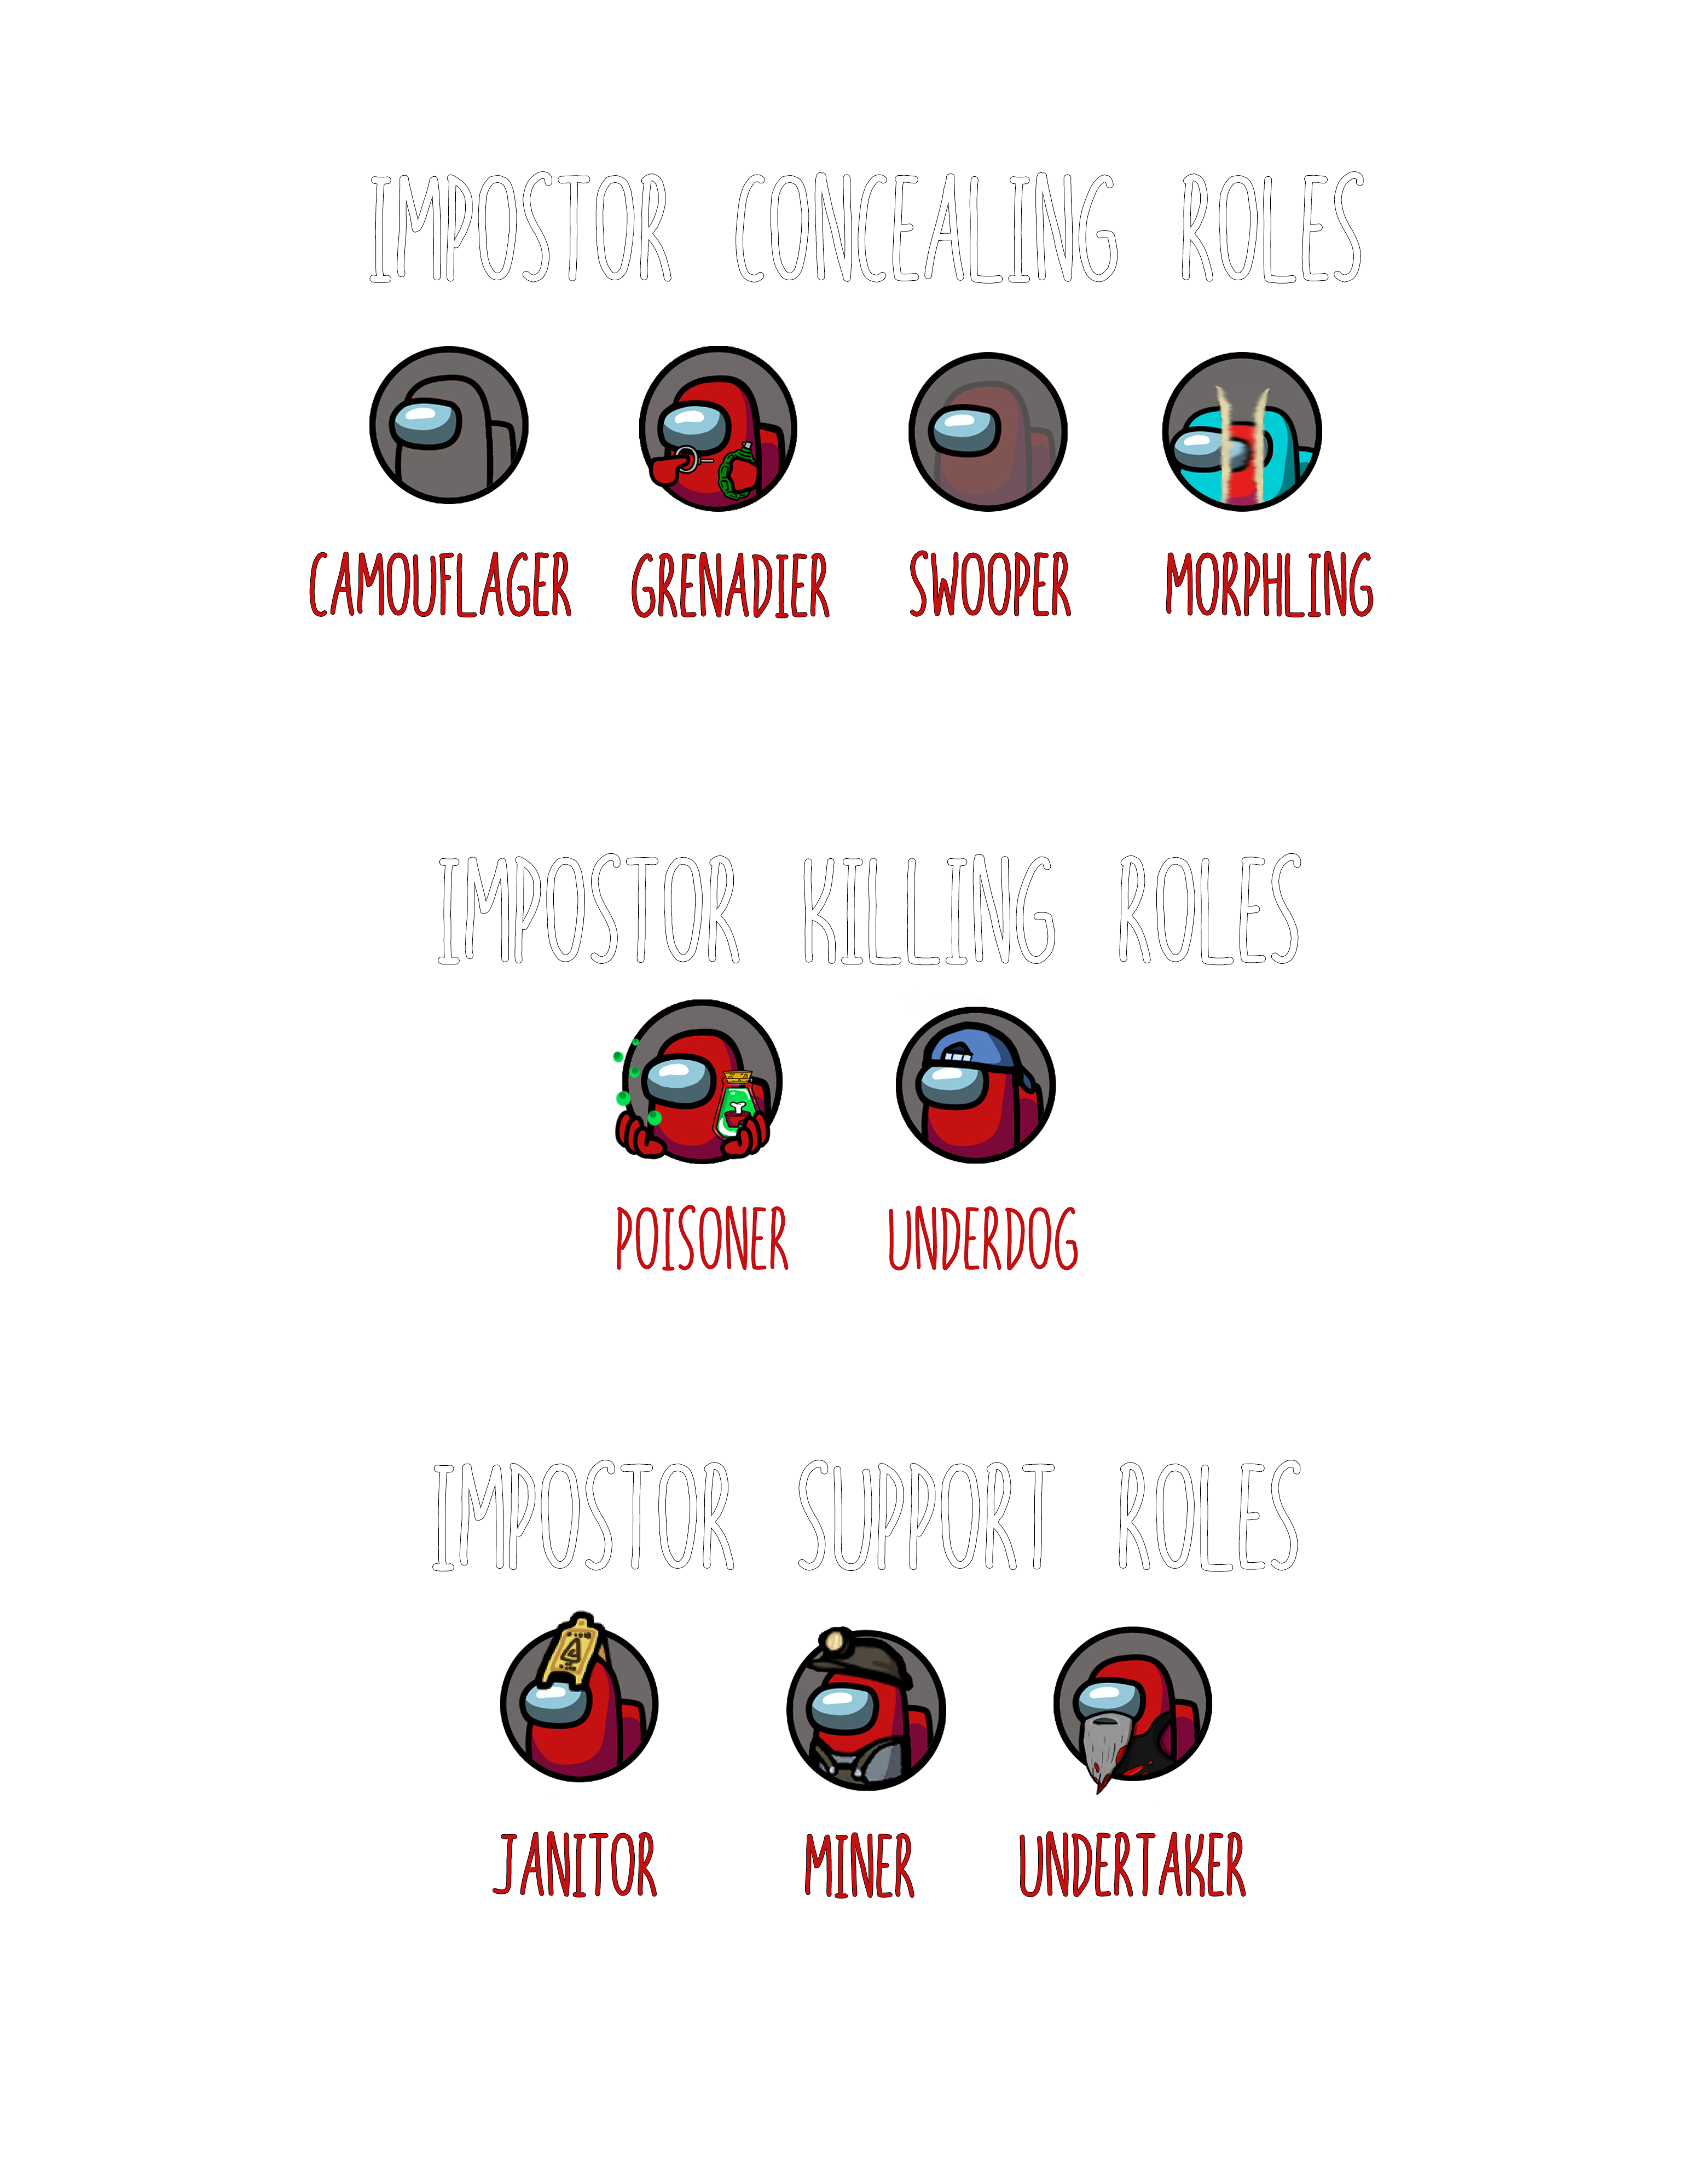 IMPOSTOR CONCEALING ROLES
CAMOUFLAGER GRENADIER SWOOPER MORPHLING
IMPOSTOR KILLING ROLES
POISONER UNDERDOG
IMPOSTOR SUPPORT ROLES
JANITOR MINER UNDERTAKER